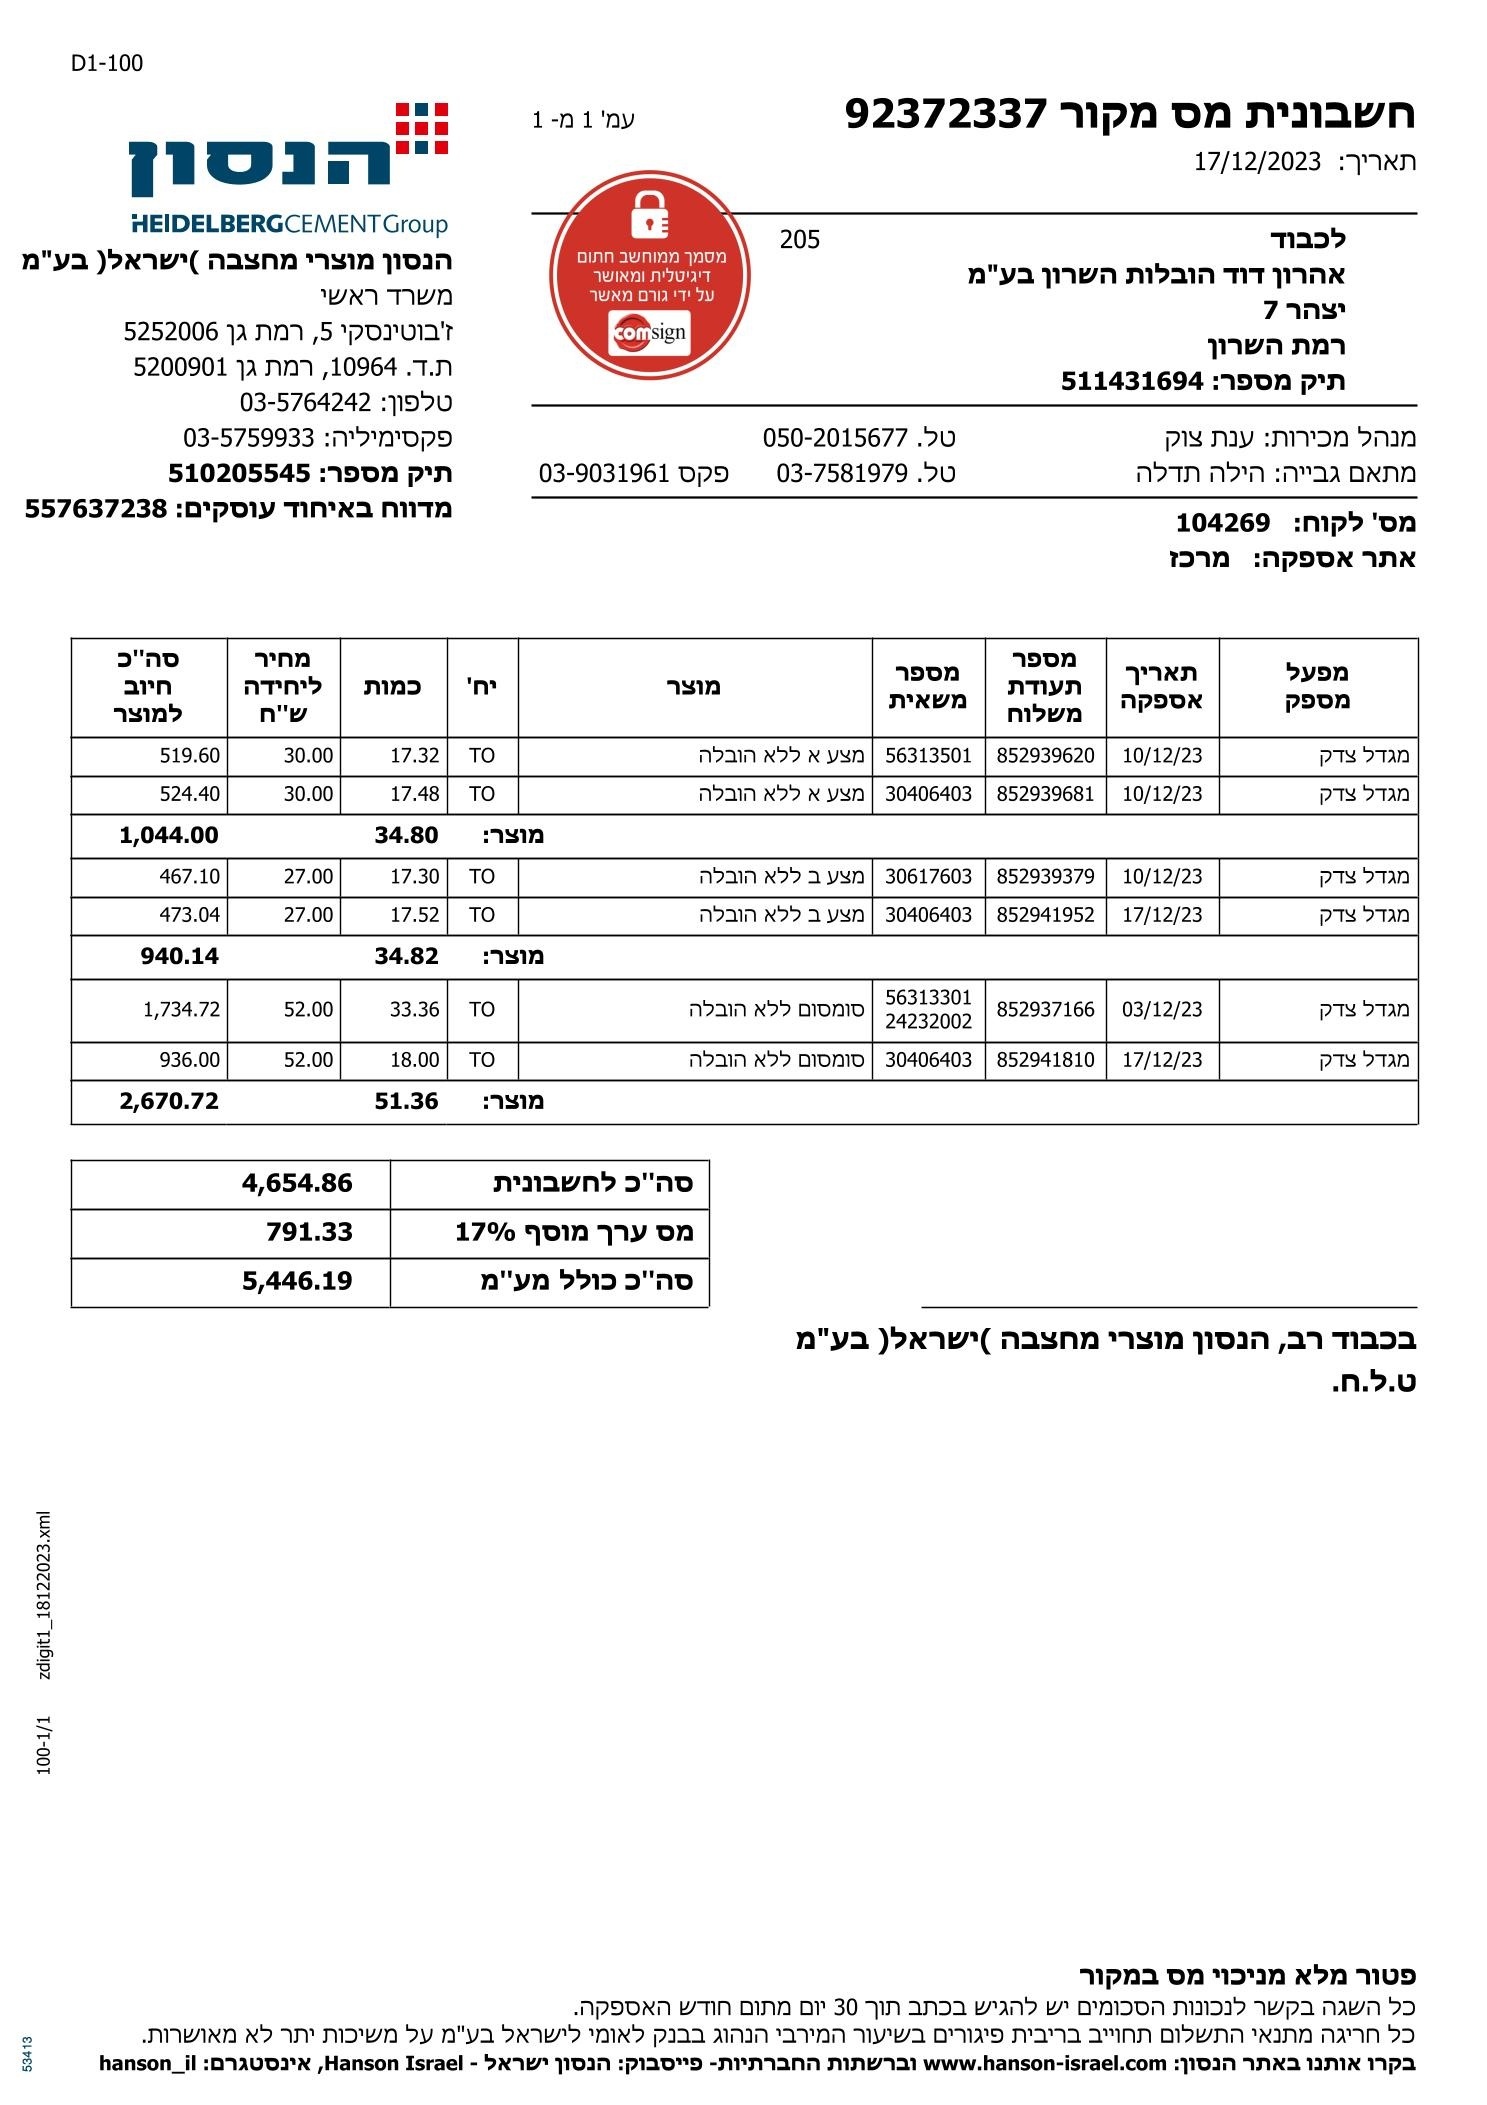 D1-100
חשבונית מס מקור 92372337
עמ' 1 מ- 1
תאריך: 17/12/2023
הנסון
HEIDELBERGCEMENT Group
הנסון מוצרי מחצבה )ישראל( בע"מ
משרד ראשי
ז'בוטינסקי 5, רמת גן 5252006
ת.ד. 10964, רמת גן 5200901
טלפון: 03-5764242
פקסימיליה: 03-5759933
תיק מספר: 510205545
מדווח באיחוד עוסקים: 557637238
מסמך ממוחשב חתום
דיגיטלית ומאושר
על ידי גורם מאשר
comsign
לכבוד 205
אהרון דוד הובלות השרון בע"מ
יצהר 7
רמת השרון
תיק מספר: 511431694
מנהל מכירות: ענת צוק טל. 050-2015677
מתאם גבייה: הילה תדלה טל. 03-7581979 פקס 03-9031961
מס' לקוח: 104269
אתר אספקה: מרכז
מפעל מספק תאריך אספקה מספר תעודת משלוח מספר משאית מוצר יח' כמות מחיר ליחידה ש"ח סה"כ חיוב למוצר
מגדל צדק 10/12/23 852939620 56313501 מצע א ללא הובלה TO 17.32 30.00 519.60
מגדל צדק 10/12/23 852939681 30406403 מצע א ללא הובלה TO 17.48 30.00 524.40
מוצר: 34.80 1,044.00
מגדל צדק 10/12/23 852939379 30617603 מצע ב ללא הובלה TO 17.30 27.00 467.10
מגדל צדק 17/12/23 852941952 30406403 מצע ב ללא הובלה TO 17.52 27.00 473.04
מוצר: 34.82 940.14
מגדל צדק 03/12/23 852937166 56313301 24232002 סומסום ללא הובלה TO 33.36 52.00 1,734.72
מגדל צדק 17/12/23 852941810 30406403 סומסום ללא הובלה TO 18.00 52.00 936.00
מוצר: 51.36 2,670.72
סה"כ לחשבונית 4,654.86
מס ערך מוסף 17% 791.33
סה"כ כולל מע"מ 5,446.19
בכבוד רב, הנסון מוצרי מחצבה )ישראל( בע"מ
ט.ל.ח.
100-1/1 zdigit1_18122023.xml
פטור מלא מניכוי מס במקור
כל השגה בקשר לנכונות הסכומים יש להגיש בכתב תוך 30 יום מתום חודש האספקה.
כל חריגה מתנאי התשלום תחוייב בריבית פיגורים בשיעור המירבי הנהוג בבנק לאומי לישראל בע"מ על משיכות יתר לא מאושרות.
בקרו אותנו באתר הנסון: www.hanson-israel.com וברשתות החברתיות- פייסבוק: הנסון ישראל - Hanson Israel, אינסטגרם: hanson_il
53413